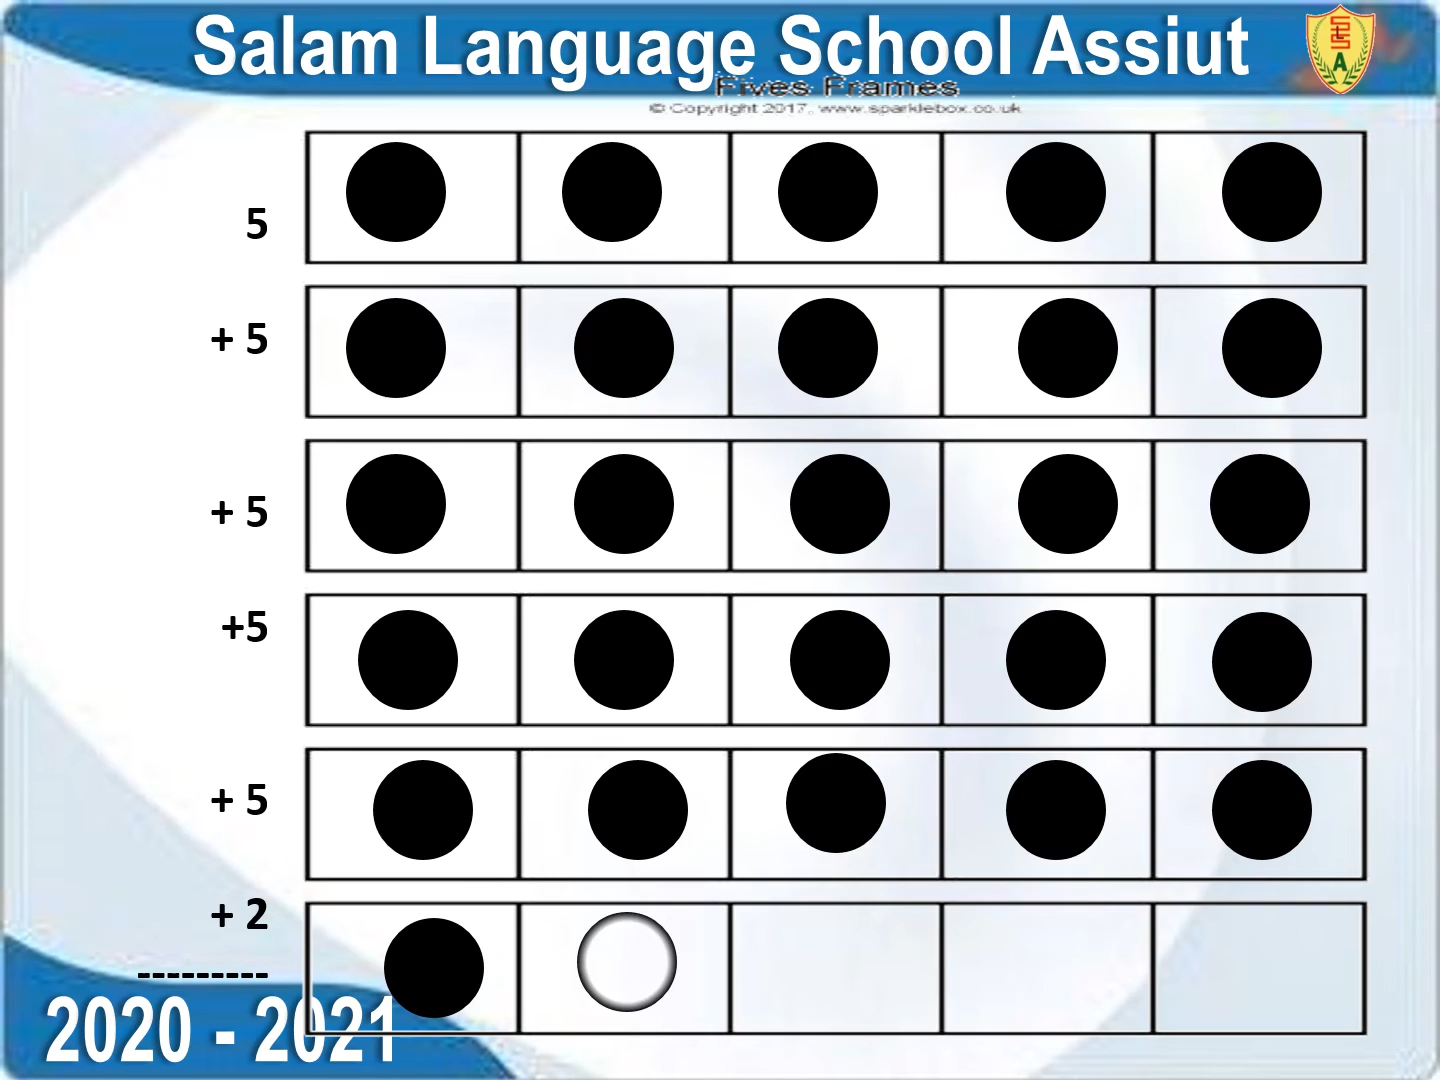 Salam Language School Assiut
Fives Frames
© Copyright 2017, www.sparklebox.co.uk
5
+ 5
+ 5
+5
+ 5
+ 2
---------
2020 - 2021
S
L
S
A